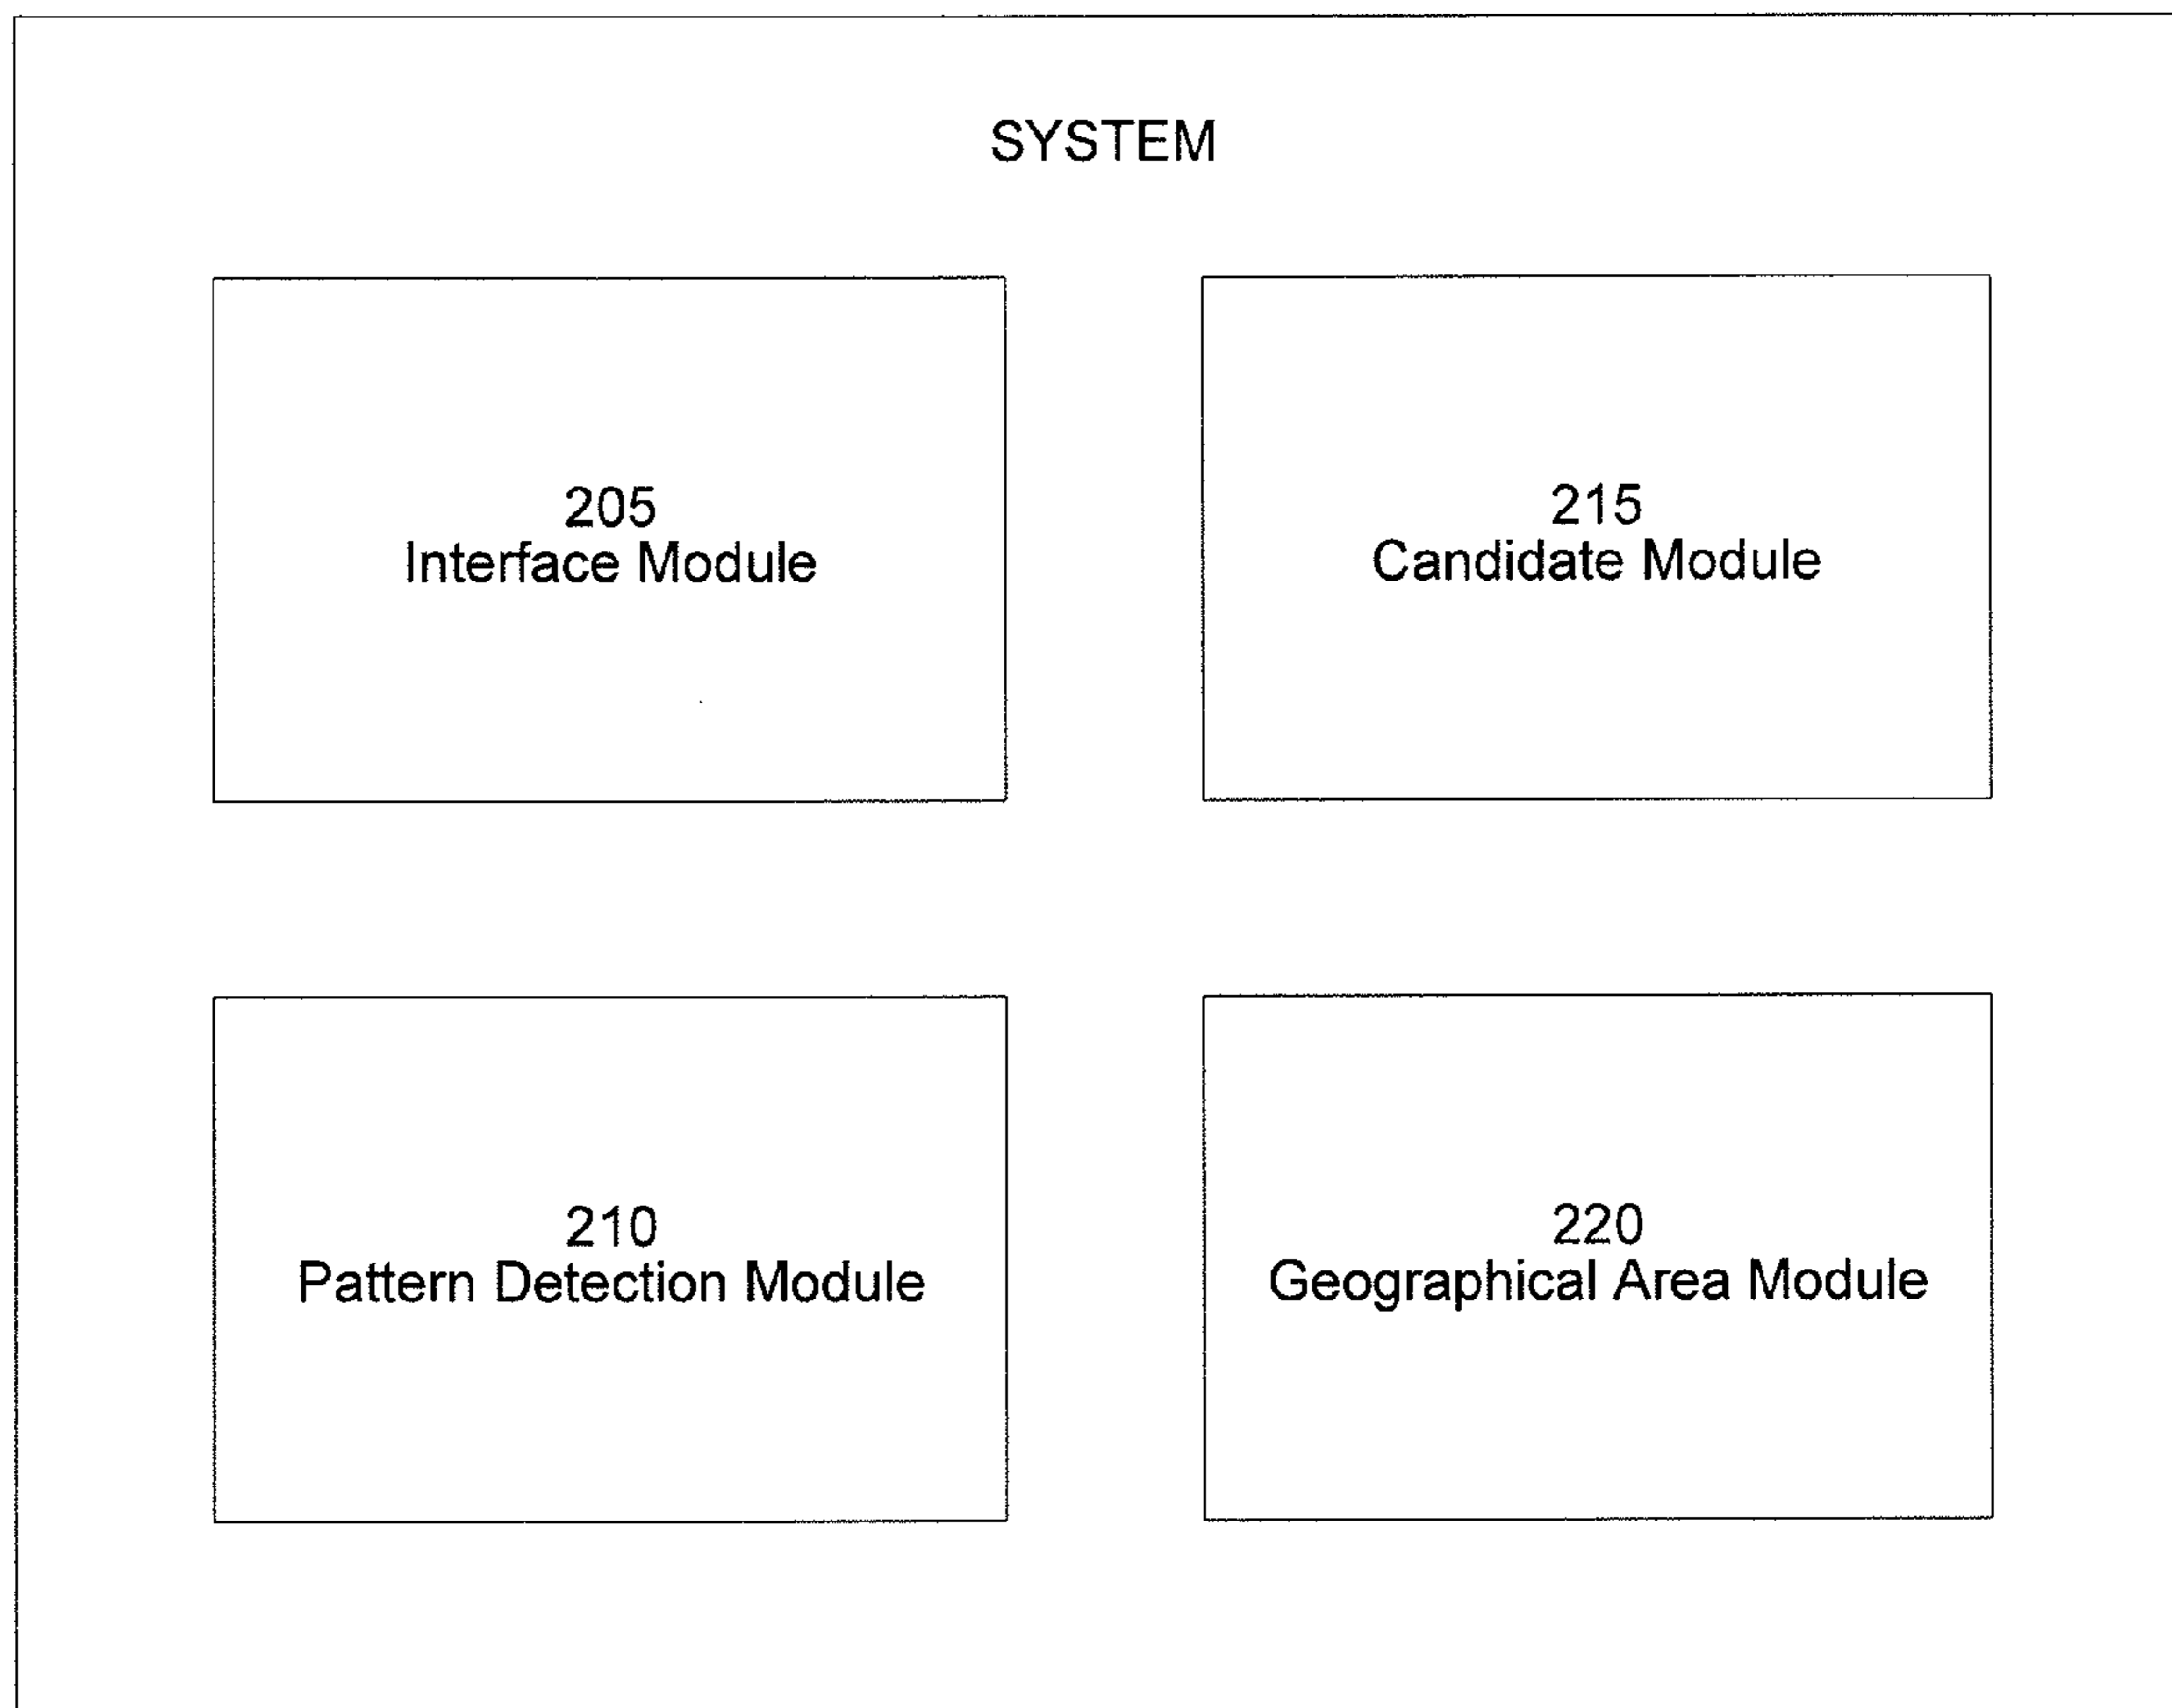 SYSTEM
205
Interface Module
215
Candidate Module
210
Pattern Detection Module
220
Geographical Area Module